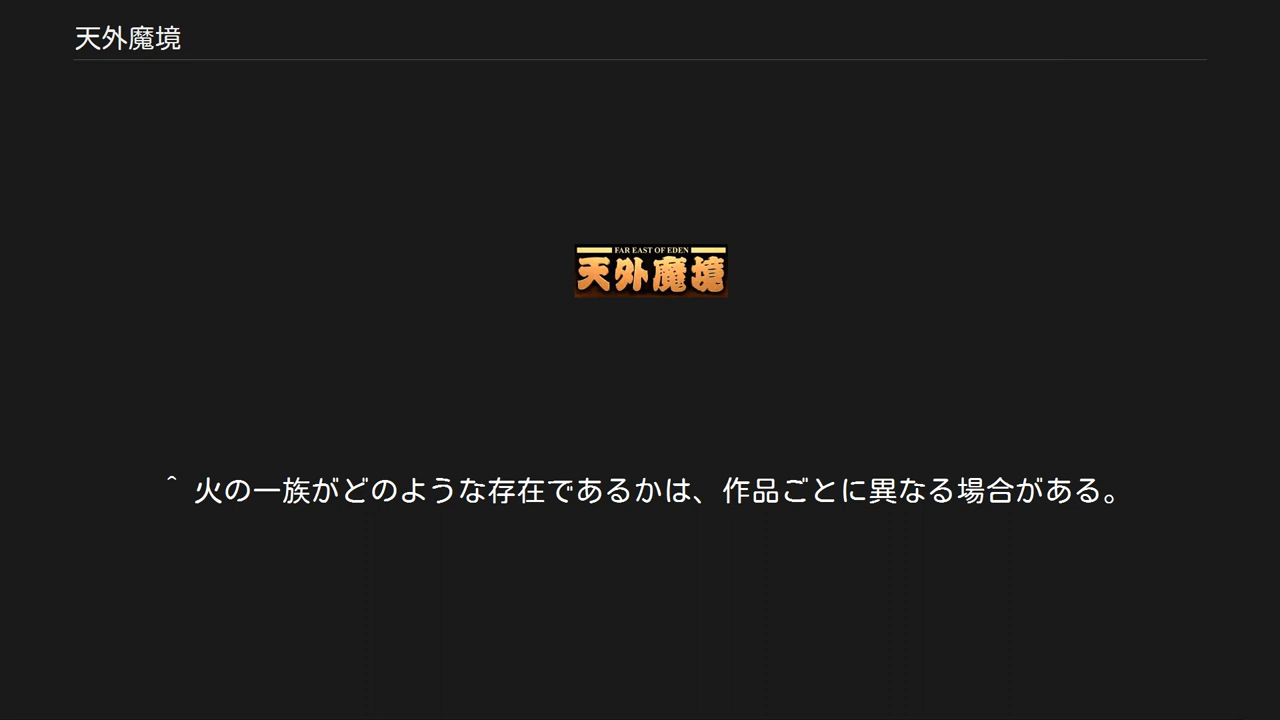 天外魔境
FAR EAST OF EDEN
天外魔境
^ 火の一族がどのような存在であるかは、作品ごとに異なる場合がある。